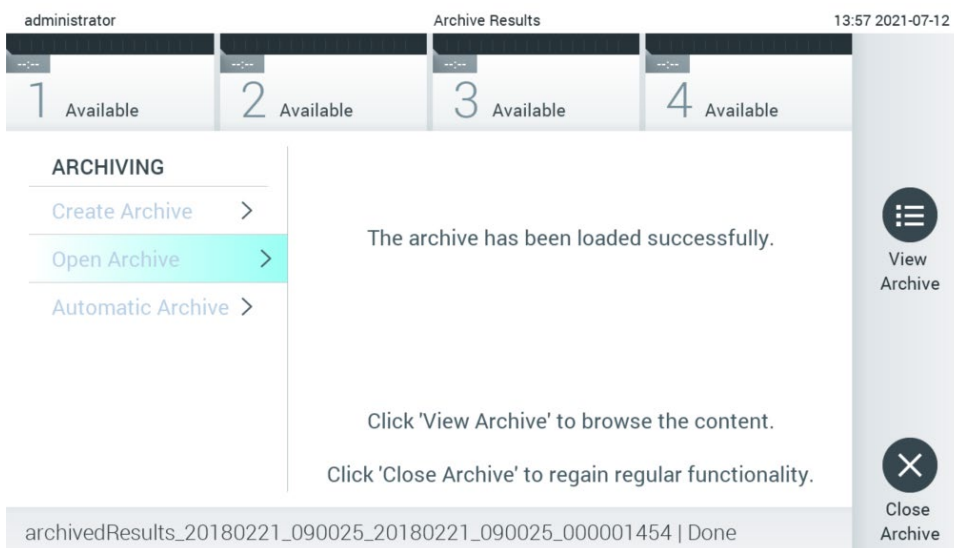 administrator Archive Results 13:57 2021-07-12
--:-- --:-- --:-- --:--
1 Available 2 Available 3 Available 4 Available
ARCHIVING
Create Archive
Open Archive
Automatic Archive
The archive has been loaded successfully.
Click 'View Archive' to browse the content.
Click 'Close Archive' to regain regular functionality.
View
Archive
Close
Archive
archivedResults_20180221_090025_20180221_090025_000001454 | Done